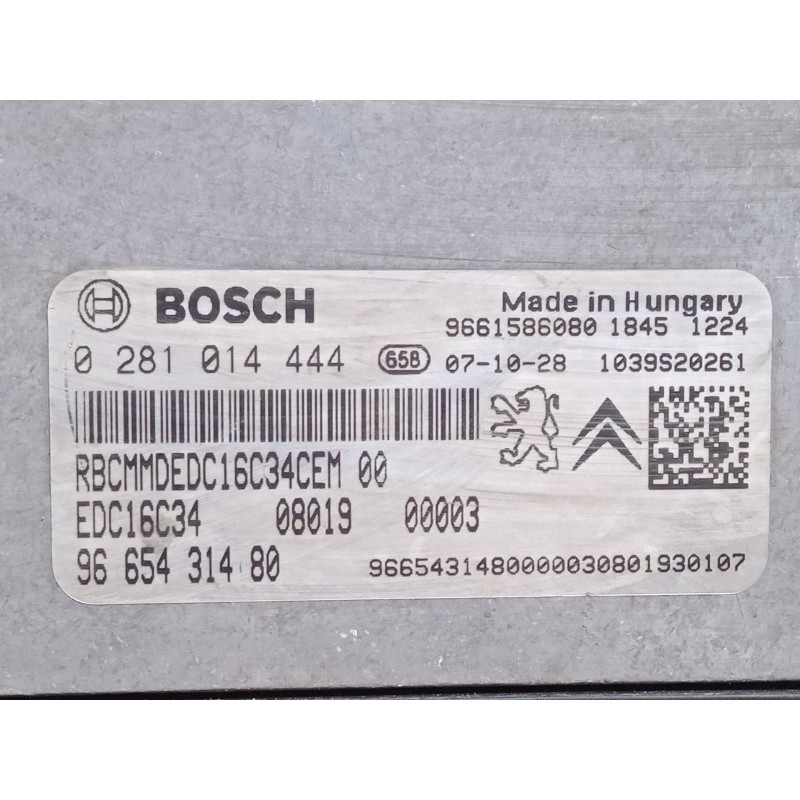 BOSCH
Made in Hungary
9661586080 1845 1224
0 281 014 444 658 07-10-28 1039S20261
RBCMMDEDC16C34CEM 00
EDC16C34 08019 00003
96 654 314 80 9665431480000030801930107